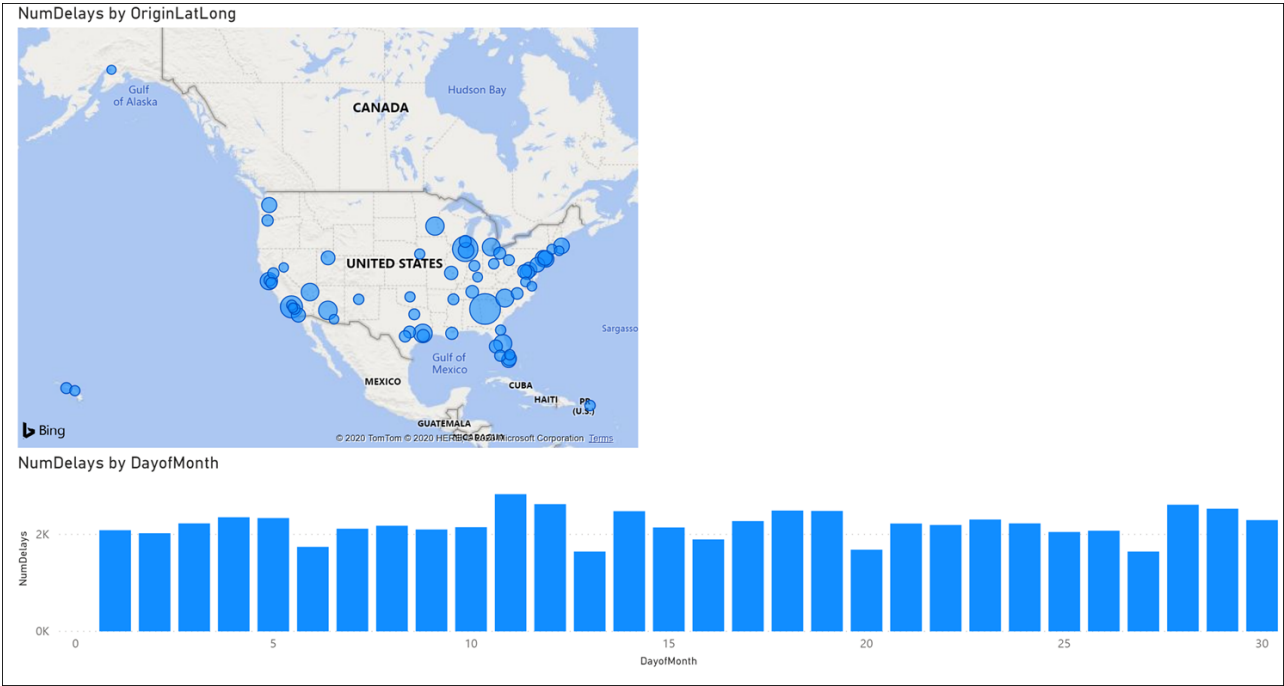 NumDelays by OriginLatLong
Gulf
of Alaska
Hudson Bay
CANADA
UNITED STATES
Sargasso
Gulf of
Mexico
MEXICO
CUBA
HAITI
PR
(U.S.)
GUATEMALA
Bing
© 2020 TomTom © 2020 HERE, © 2020 Microsoft Corporation Terms
NumDelays by DayofMonth
NumDelays
2K
0K
0 5 10 15 20 25 30
DayofMonth